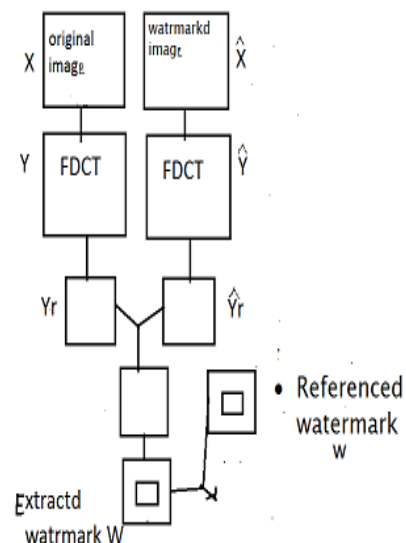 original
image
X
watrmarkd
image
X̂
Y
FDCT
FDCT
Ŷ
Yr
Ŷr
• Referenced
watermark
w
Extractd
watrmark W